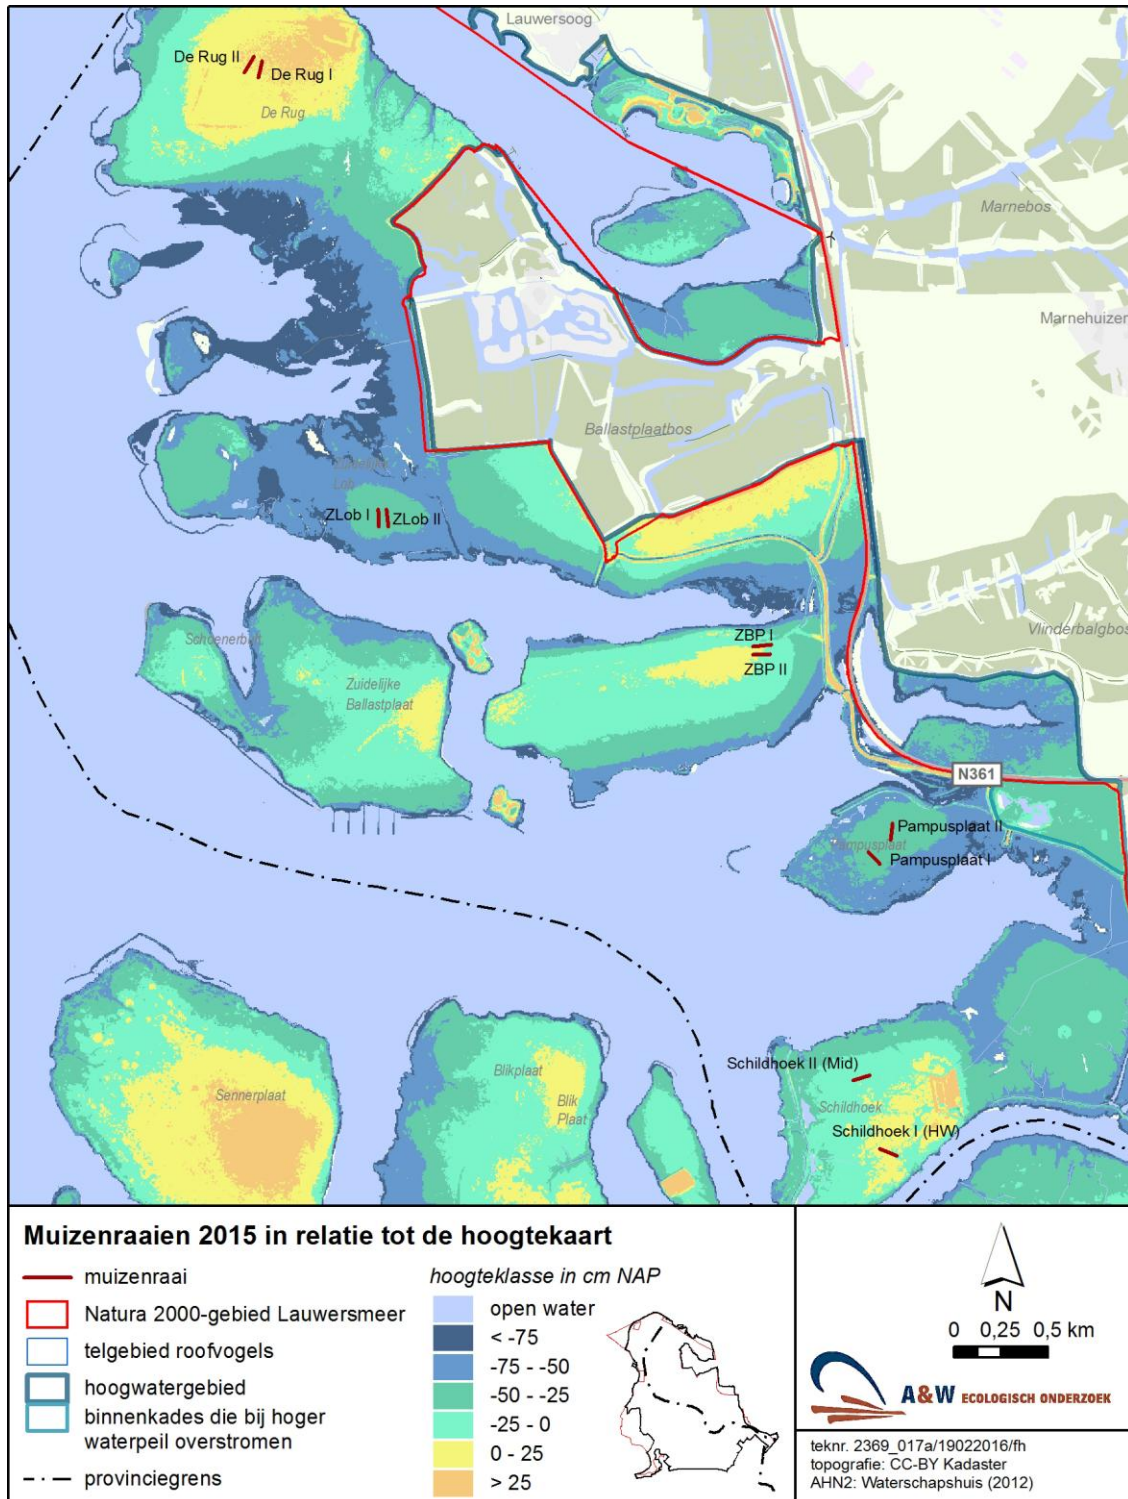 Lauwersoog
De Rug II
De Rug I
De Rug
Marnebos
Marnehuizen
Ballastplaatbos
Zuidelijke
Lob
ZLob I
ZLob II
Schoenerbult
ZBP I
ZBP II
Vlinderbalgbos
Zuidelijke
Ballastplaat
N361
Pampusplaat II
Pampusplaat
Pampusplaat I
Schildhoek II (Mid)
Blikplaat
Sennerplaat
Blik
Plaat
Schildhoek
Schildhoek I (HW)
Muizenraaien 2015 in relatie tot de hoogtekaart
muizenraai
Natura 2000-gebied Lauwersmeer
telgebied roofvogels
hoogwatergebied
binnenkades die bij hoger
waterpeil overstromen
provinciegrens
hoogteklasse in cm NAP
open water
< -75
-75 - -50
-50 - -25
-25 - 0
0 - 25
> 25
N
0 0,25 0,5 km
A&W ECOLOGISCH ONDERZOEK
teknr. 2369_017a/19022016/fh
topografie: CC-BY Kadaster
AHN2: Waterschapshuis (2012)